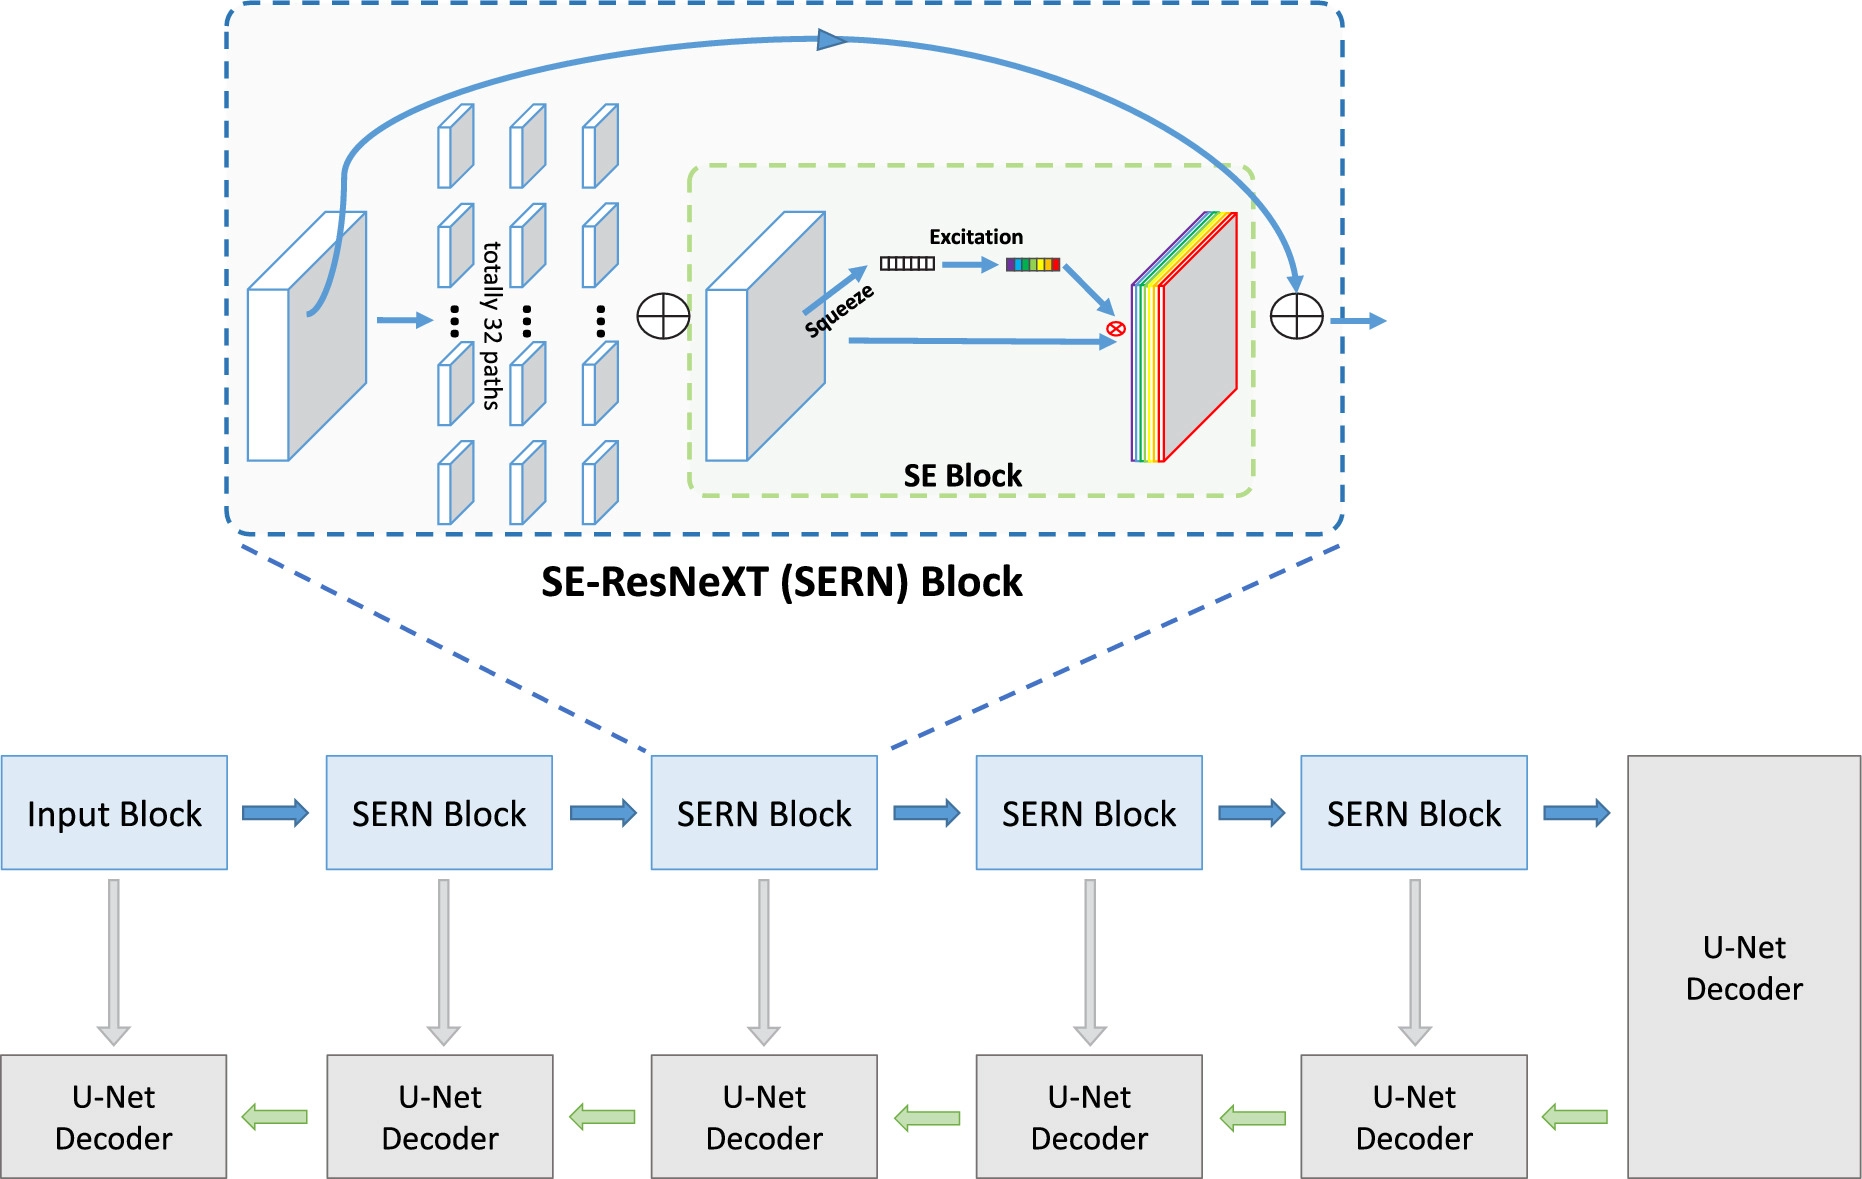 totally 32 paths
Excitation
Squeeze
SE Block
SE-ResNeXT (SERN) Block
Input Block
SERN Block
SERN Block
SERN Block
SERN Block
U-Net
Decoder
U-Net
Decoder
U-Net
Decoder
U-Net
Decoder
U-Net
Decoder
U-Net
Decoder